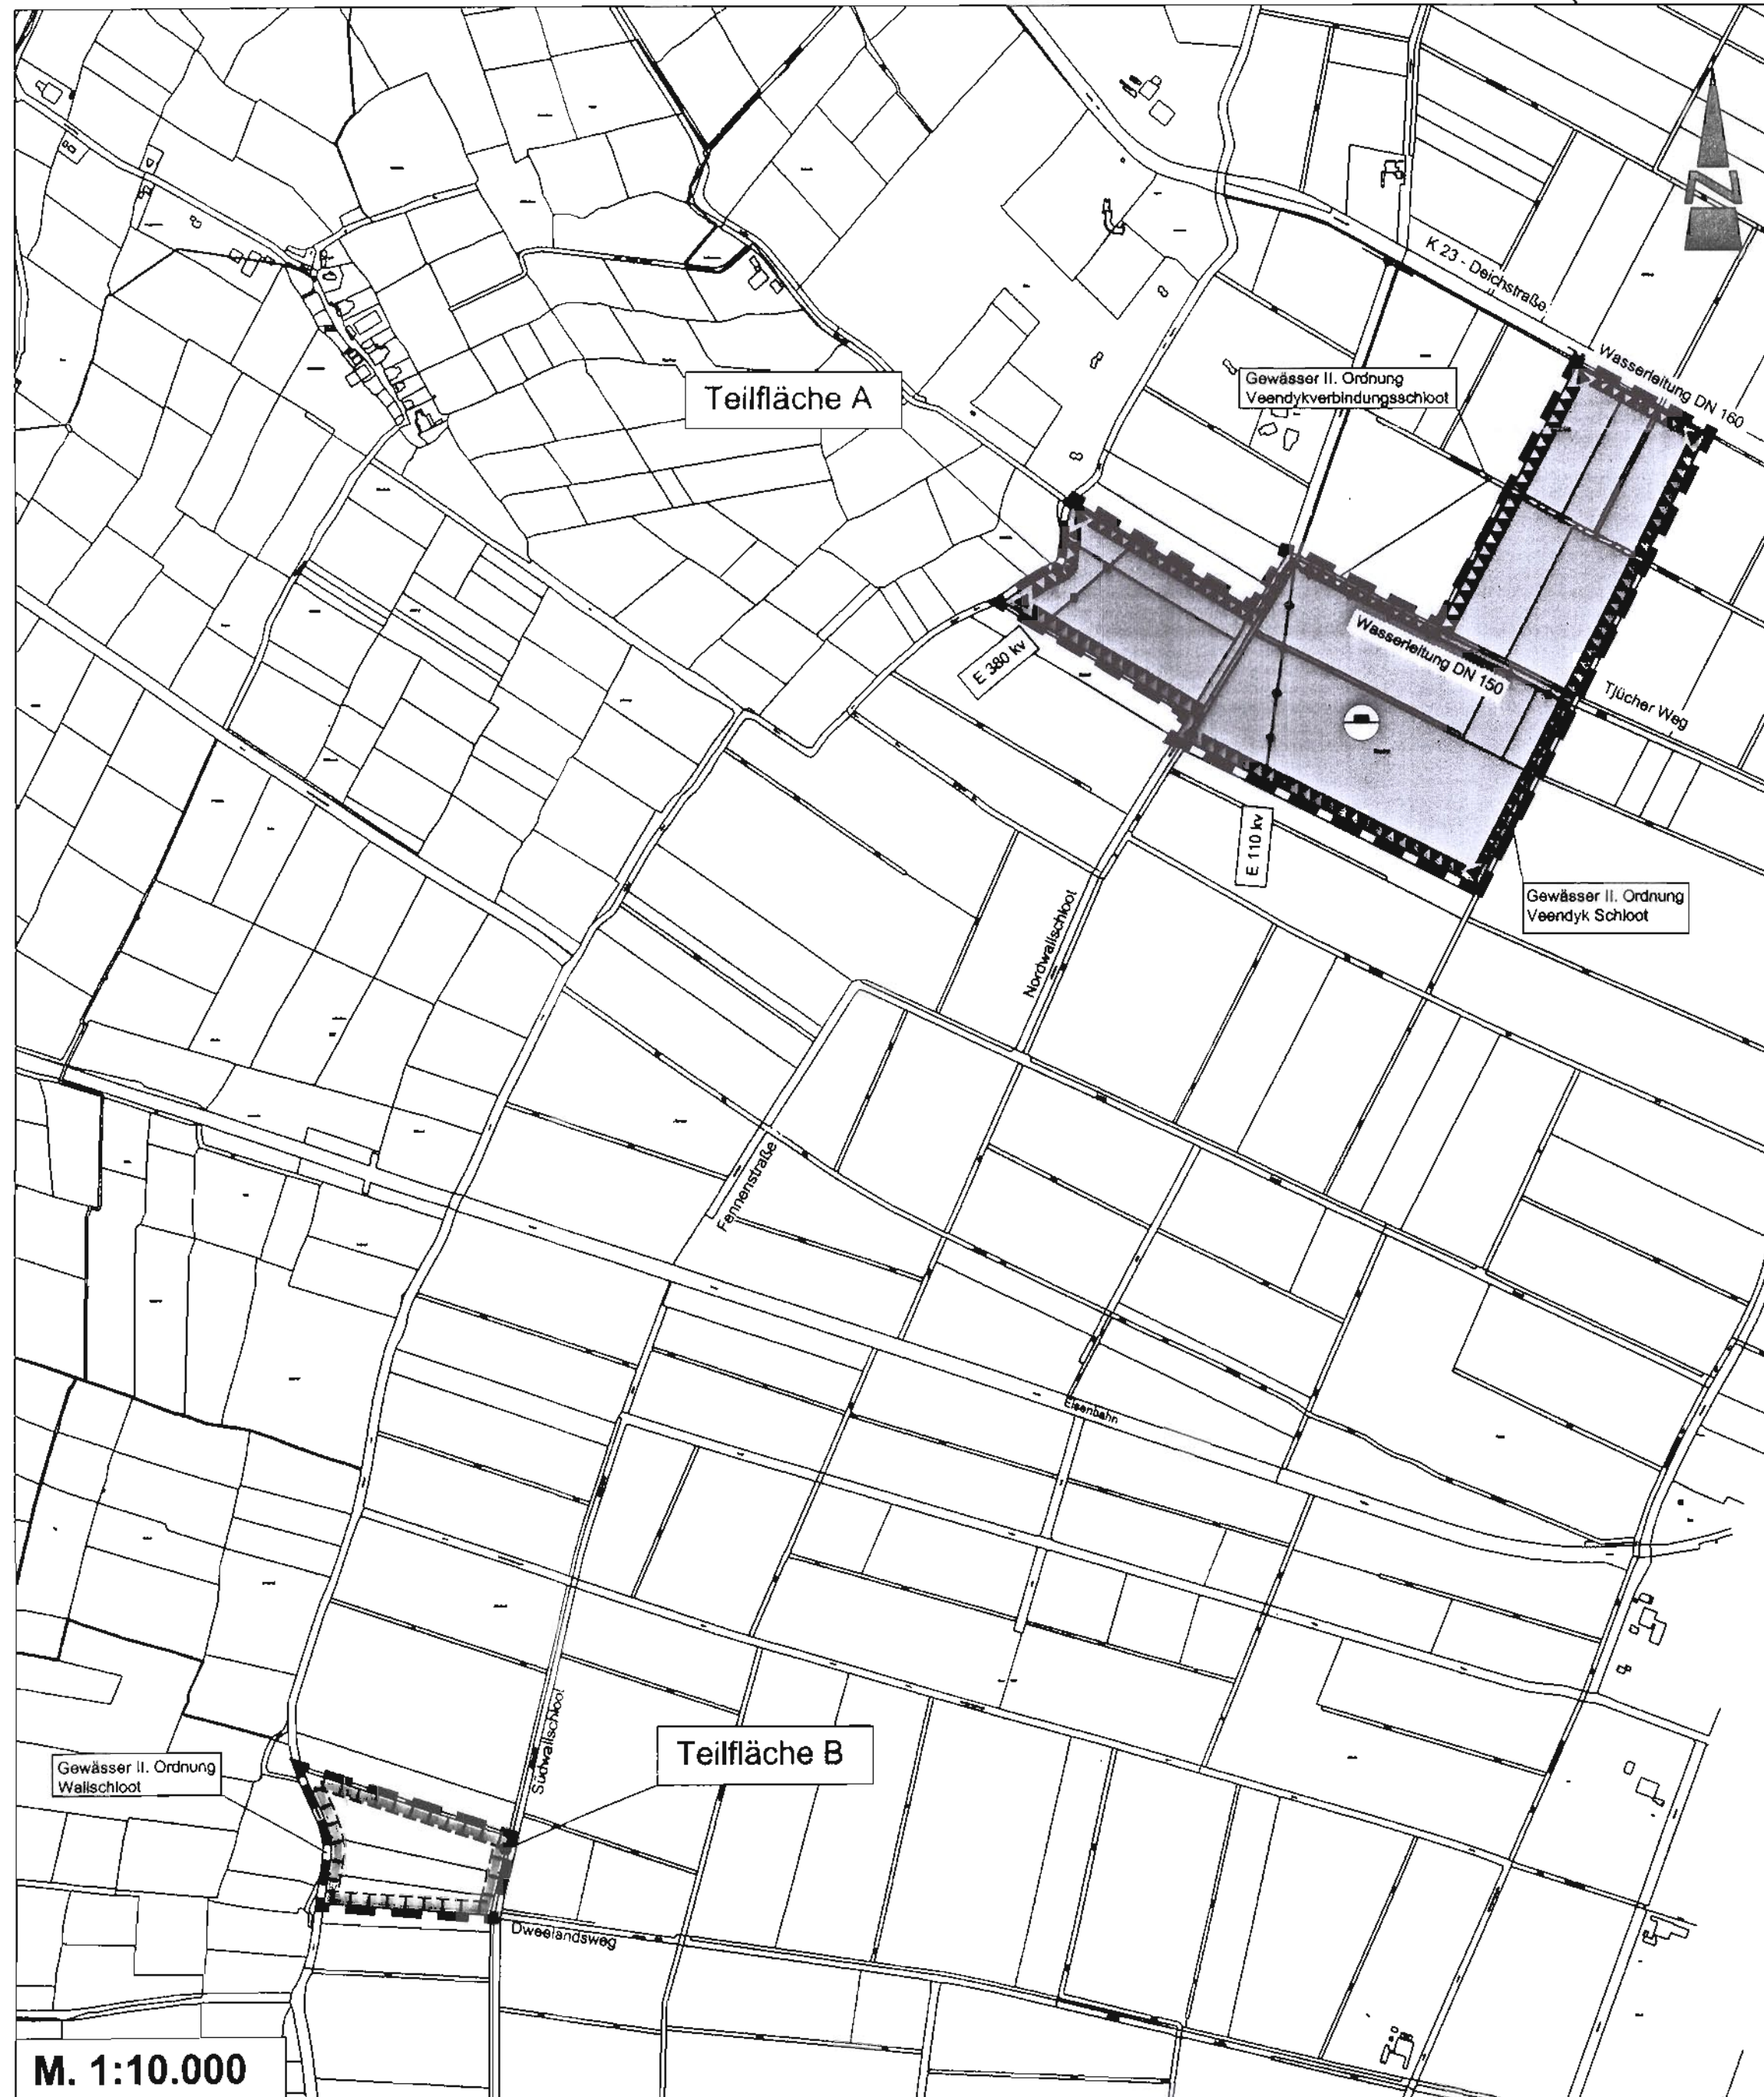 N
K 23 - Deichstraße
Wasserleitung DN 160
Gewässer II. Ordnung
Veendykverbindungsschloot
Teilfläche A
E 380 kv
Wasserleitung DN 150
Tjücher Weg
E 110 kv
Gewässer II. Ordnung
Veendyk Schloot
Nordwallschloot
Fennenstraße
Eisenbahn
Südwallschloot
Teilfläche B
Gewässer II. Ordnung
Wallschloot
Dweelandsweg
M. 1:10.000